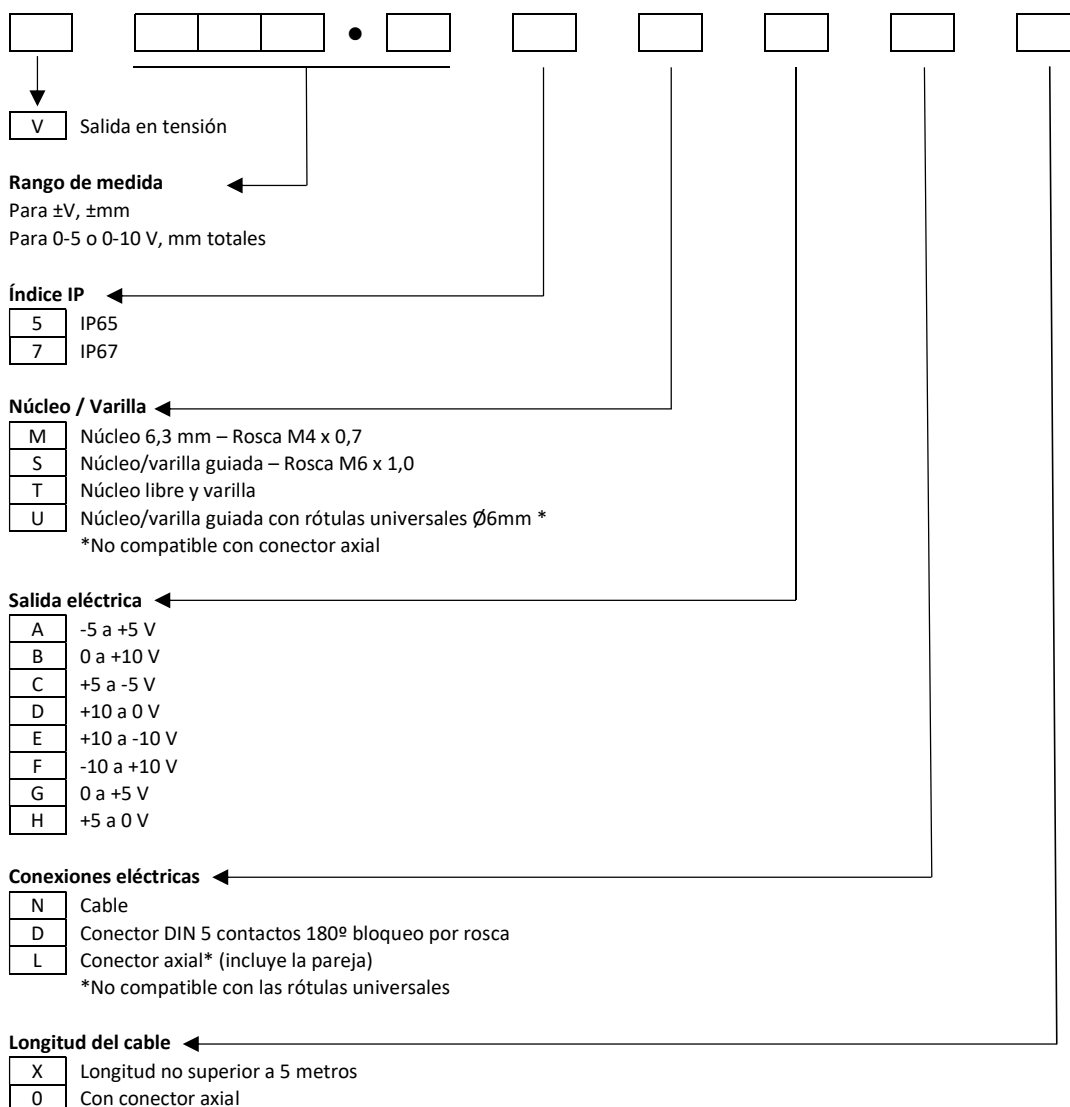 V Salida en tensión
Rango de medida
Para ±V, ±mm
Para 0-5 o 0-10 V, mm totales
Índice IP
5 IP65
7 IP67
Núcleo / Varilla
M Núcleo 6,3 mm – Rosca M4 x 0,7
S Núcleo/varilla guiada – Rosca M6 x 1,0
T Núcleo libre y varilla
U Núcleo/varilla guiada con rótulas universales Ø6mm *
*No compatible con conector axial
Salida eléctrica
A -5 a +5 V
B 0 a +10 V
C +5 a -5 V
D +10 a 0 V
E +10 a -10 V
F -10 a +10 V
G 0 a +5 V
H +5 a 0 V
Conexiones eléctricas
N Cable
D Conector DIN 5 contactos 180º bloqueo por rosca
L Conector axial* (incluye la pareja)
*No compatible con las rótulas universales
Longitud del cable
X Longitud no superior a 5 metros
0 Con conector axial